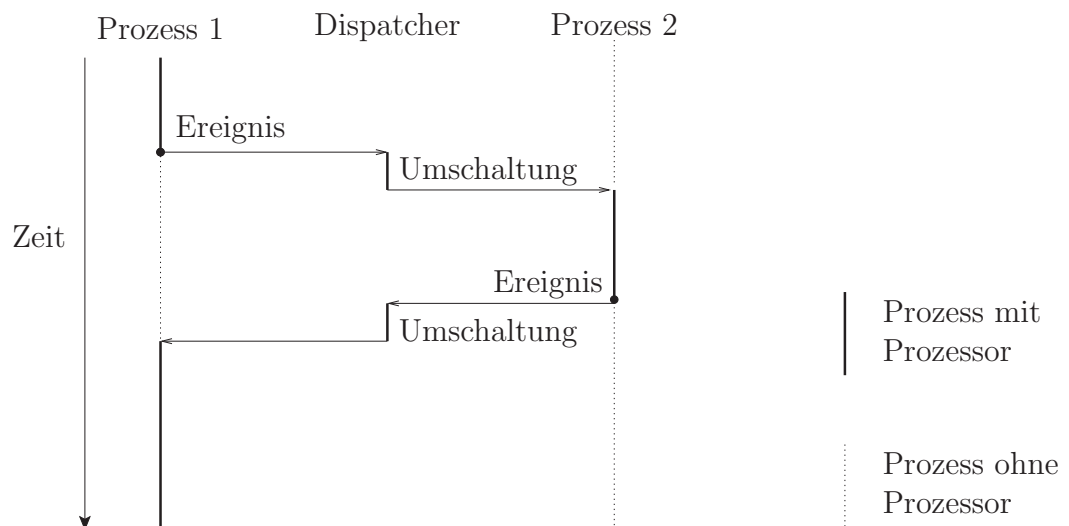 Prozess 1
Dispatcher
Prozess 2
Ereignis
Umschaltung
Zeit
Ereignis
Umschaltung
Prozess mit
Prozessor
Prozess ohne
Prozessor